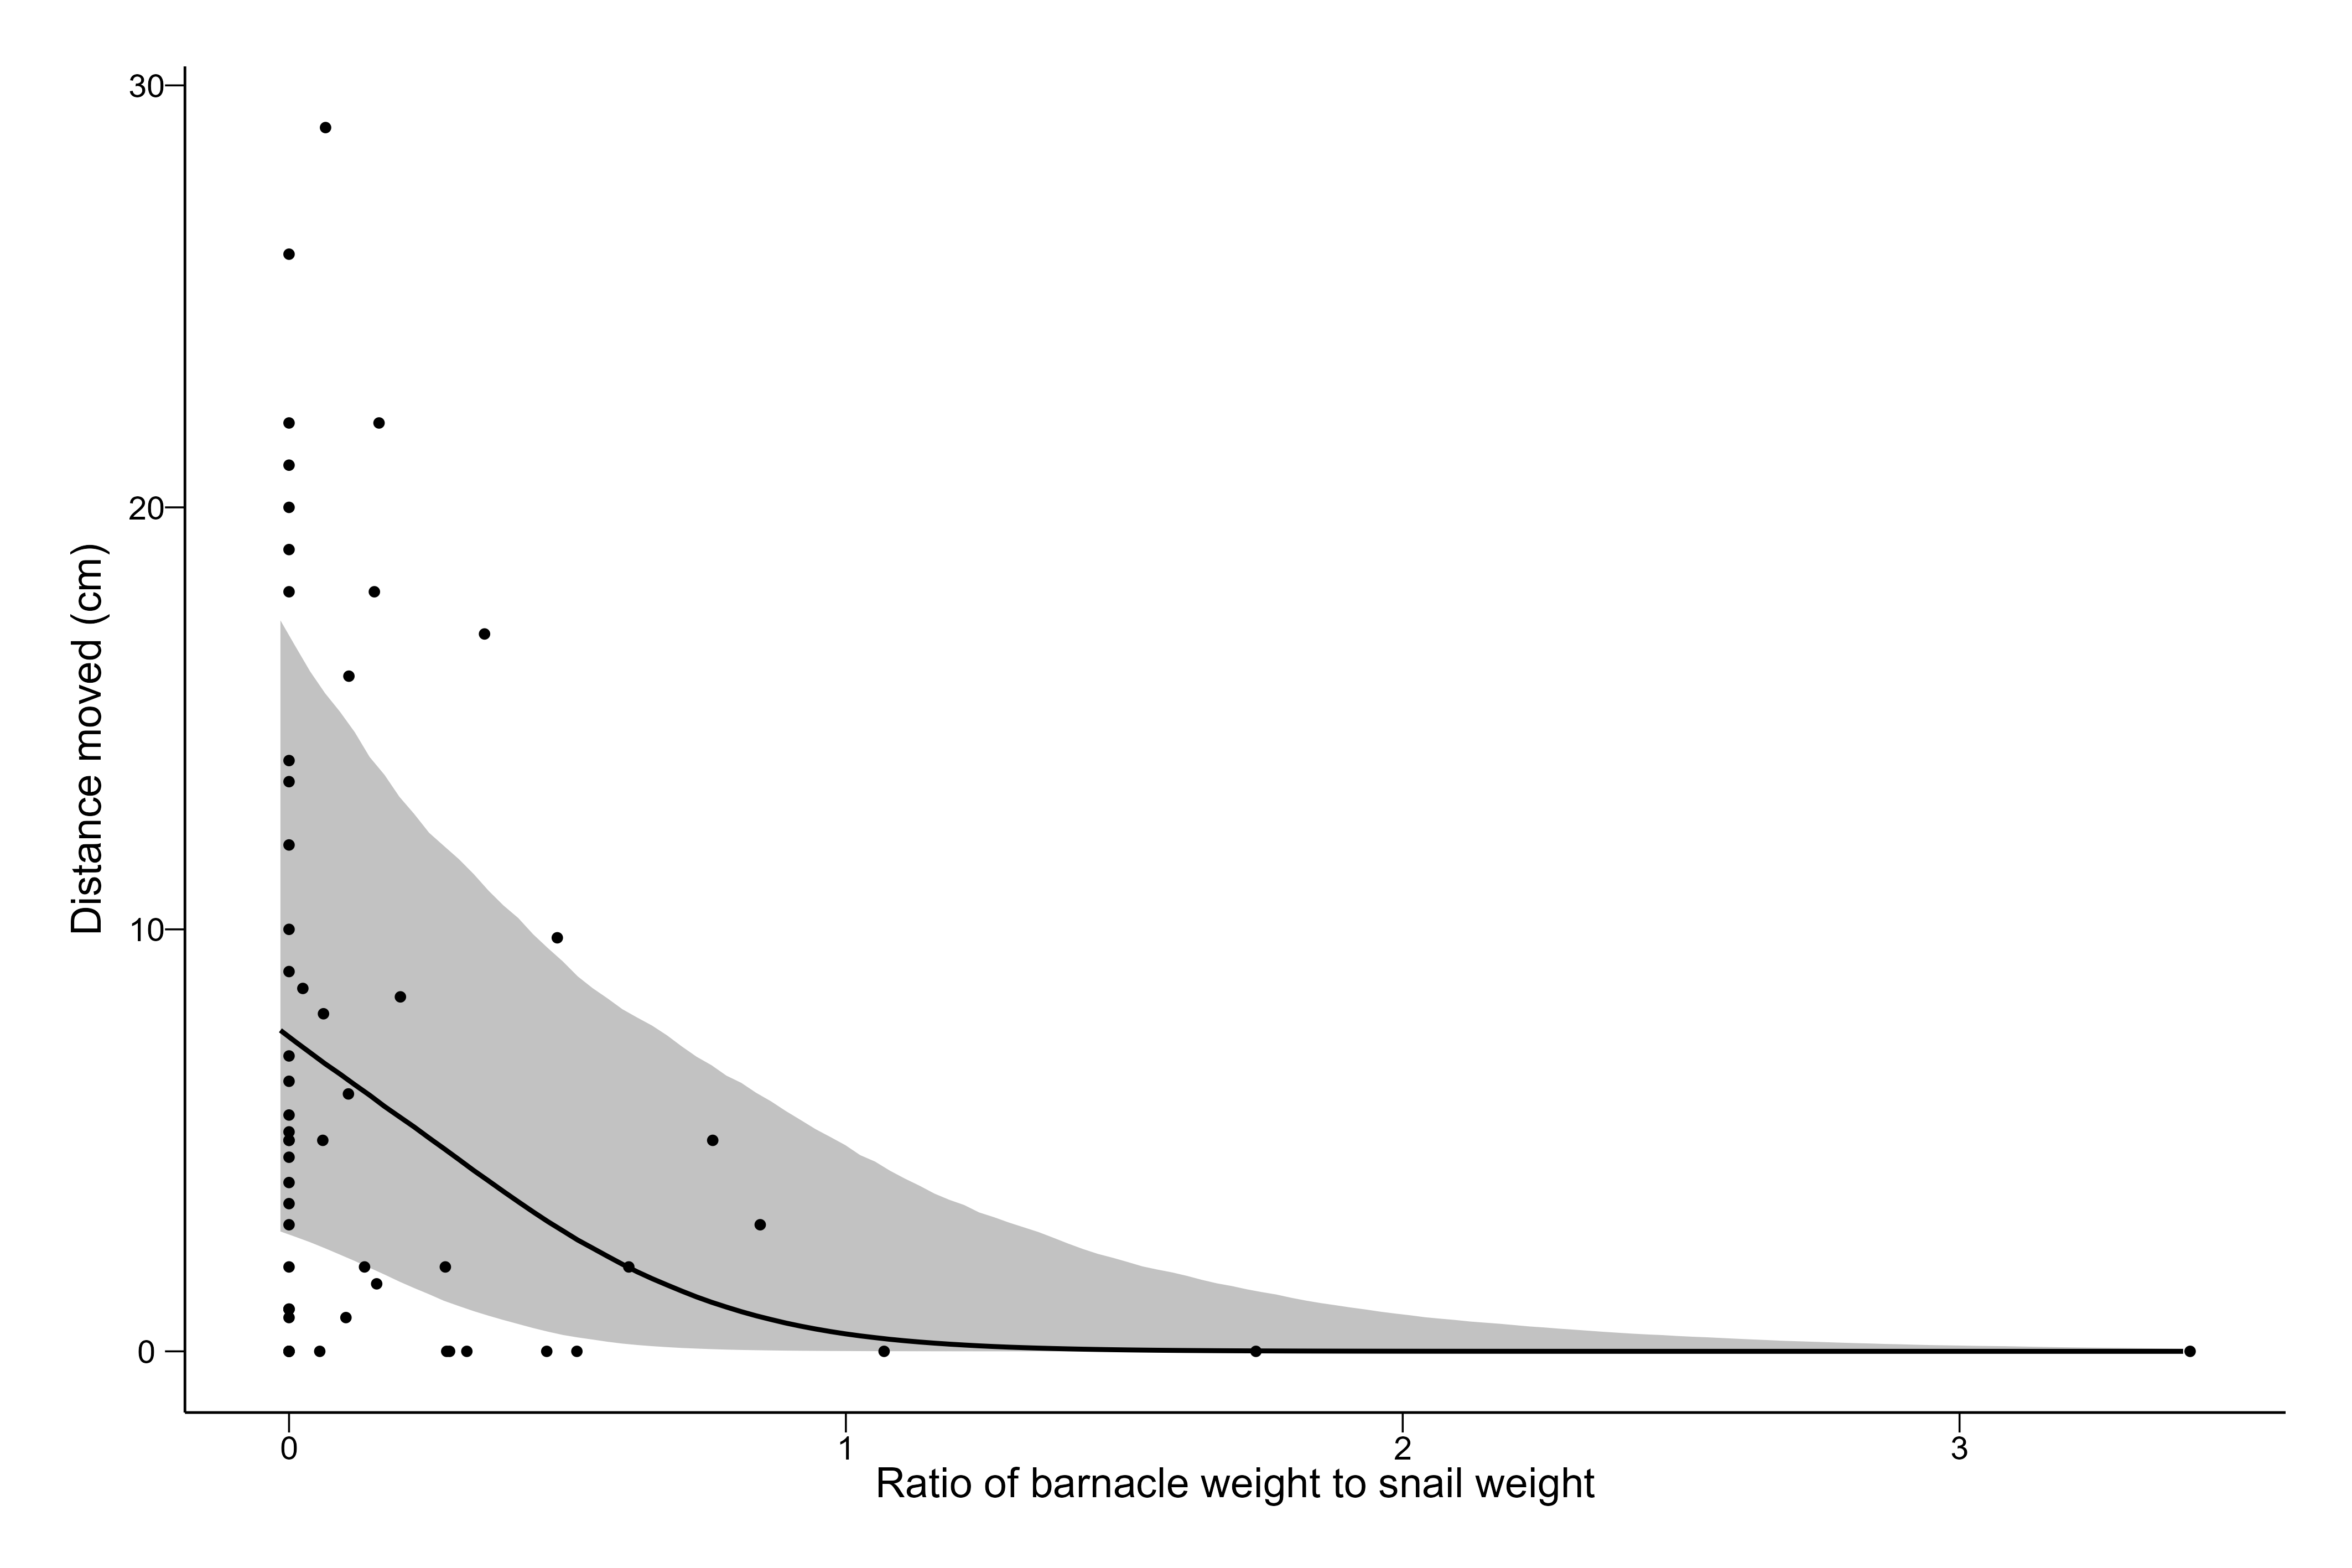 30
20
10
0
Distance moved (cm)
0 1 2 3
Ratio of barnacle weight to snail weight